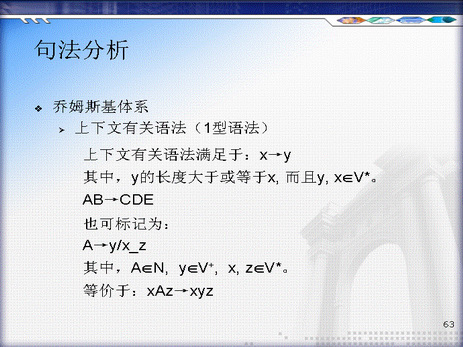 句法分析
乔姆斯基体系
上下文有关语法（1型语法）
上下文有关语法满足于：x→y
其中，y的长度大于或等于x, 而且y, x∈V*。
AB→CDE
也可标记为：
A→y/x_z
其中，A∈N, y∈V⁺, x, z∈V*。
等价于：xAz→xyz
63